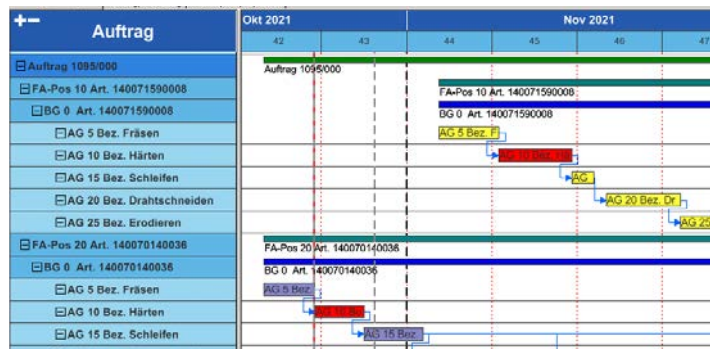 Auftrag
Okt 2021
Nov 2021
42
43
44
45
46
47
Auftrag 1095/000
Auftrag 1095/000
FA-Pos 10 Art. 140071590008
FA-Pos 10 Art. 140071590008
BG 0 Art. 140071590008
BG 0 Art. 140071590008
AG 5 Bez. Fräsen
AG 5 Bez. F
AG 10 Bez. Härten
AG 10 Bez. Hä
AG 15 Bez. Schleifen
AG
AG 20 Bez. Drahtschneiden
AG 20 Bez. Dr
AG 25 Bez. Erodieren
AG 25
FA-Pos 20 Art. 140070140036
FA-Pos 20 Art. 140070140036
BG 0 Art. 140070140036
BG 0 Art. 140070140036
AG 5 Bez. Fräsen
AG 5 Bez.
AG 10 Bez. Härten
AG 10 Be
AG 15 Bez. Schleifen
AG 15 Bez.